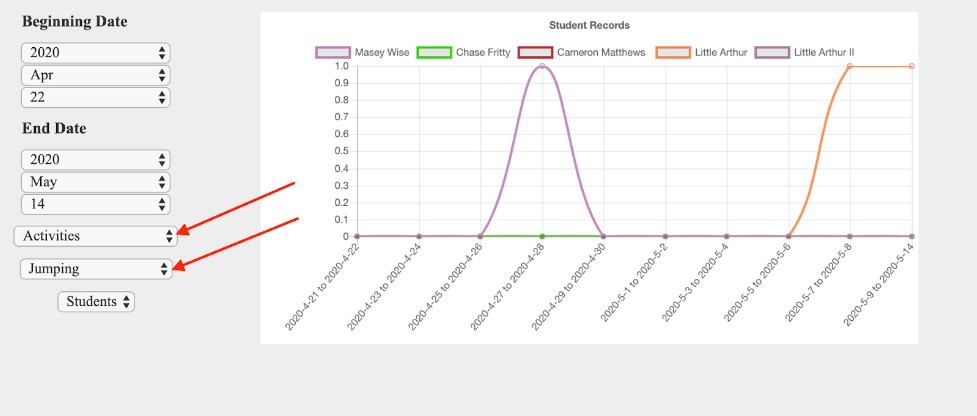 Beginning Date
2020
Apr
22
End Date
2020
May
14
Activities
Jumping
Students
Student Records
Masey Wise Chase Fritty Cameron Matthews Little Arthur Little Arthur II
1.0
0.9
0.8
0.7
0.6
0.5
0.4
0.3
0.2
0.1
0
2020-4-21 to 2020-4-22
2020-4-23 to 2020-4-24
2020-4-25 to 2020-4-26
2020-4-27 to 2020-4-28
2020-4-29 to 2020-4-30
2020-5-1 to 2020-5-2
2020-5-3 to 2020-5-4
2020-5-5 to 2020-5-6
2020-5-7 to 2020-5-8
2020-5-9 to 2020-5-14